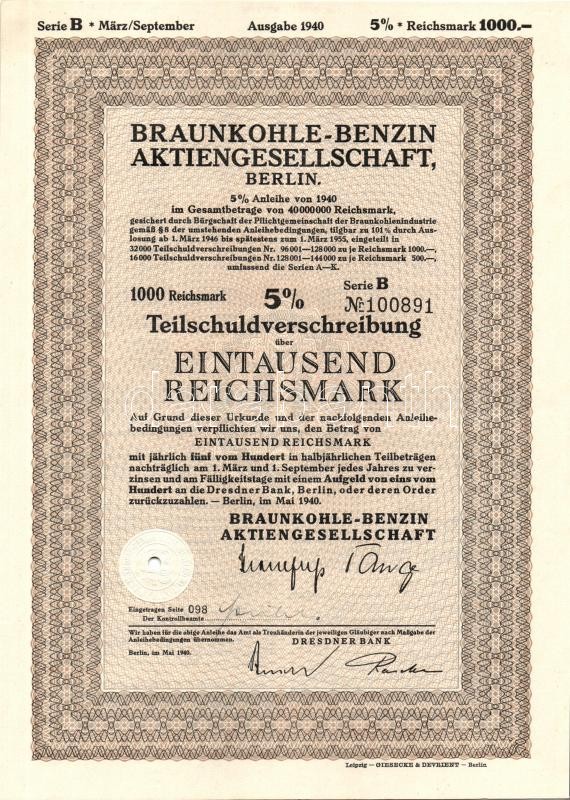 Serie B * März/September Ausgabe 1940 5% * Reichsmark 1000.–
BRAUNKOHLE-BENZIN
AKTIENGESELLSCHAFT,
BERLIN.
5% Anleihe von 1940
im Gesamtbetrage von 40000000 Reichsmark,
gesichert durch Bürgschaft der Pflichtgemeinschaft der Braunkohlenindustrie
gemäß § 8 der umstehenden Anleihebedingungen, tilgbar zu 101% durch Aus-
losung ab 1. März 1946 bis spätestens zum 1. März 1955, eingeteilt in
32000 Teilschuldverschreibungen Nr. 96001—128000 zu je Reichsmark 1000.—,
16000 Teilschuldverschreibungen Nr. 128001—144000 zu je Reichsmark 500.—,
umfassend die Serien A—K.
1000 Reichsmark 5% Serie B
№ 100891
Teilschuldverschreibung
über
EINTAUSEND
REICHSMARK
Auf Grund dieser Urkunde und der nachfolgenden Anleihe-
bedingungen verpflichten wir uns, den Betrag von
EINTAUSEND REICHSMARK
mit jährlich fünf vom Hundert in halbjährlichen Teilbeträgen
nachträglich am 1. März und 1. September jedes Jahres zu ver-
zinsen und am Fälligkeitstage mit einem Aufgeld von eins vom
Hundert an die Dresdner Bank, Berlin, oder deren Order
zurückzuzahlen. — Berlin, im Mai 1940.
BRAUNKOHLE-BENZIN
AKTIENGESELLSCHAFT
Eingetragen Seite 098
Der Kontrollbeamte
Wir haben für die obige Anleihe das Amt als Treuhänderin der jeweiligen Gläubiger nach Maßgabe der
Anleihebedingungen übernommen. DRESDNER BANK
Berlin, im Mai 1940.
Leipzig — GIESECKE & DEVRIENT — Berlin